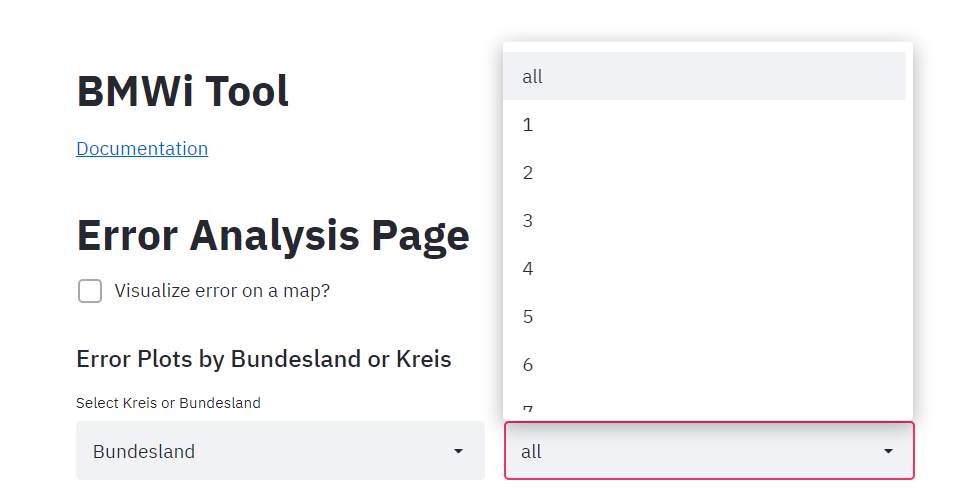 BMWi Tool
Documentation
Error Analysis Page
Visualize error on a map?
Error Plots by Bundesland or Kreis
Select Kreis or Bundesland
Bundesland
all
1
2
3
4
5
6
7
all